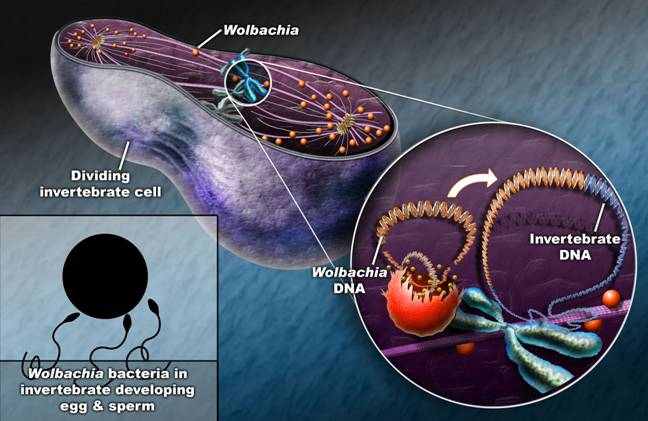 Wolbachia
Dividing
invertebrate cell
Wolbachia
DNA
Invertebrate
DNA
Wolbachia bacteria in
invertebrate developing
egg & sperm